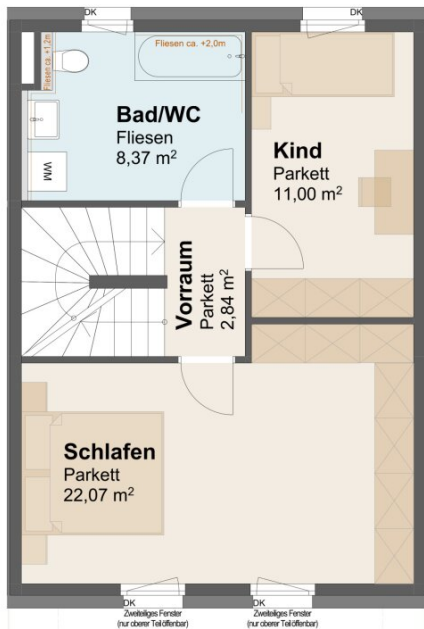 DK
DK
Fliesen ca. +1,2m
Fliesen ca. +2,0m
Bad/WC
Fliesen
8,37 m²
WM
Kind
Parkett
11,00 m²
Vorraum
Parkett
2,84 m²
Schlafen
Parkett
22,07 m²
DK
Zweiteiliges Fenster
(nur oberer Teil öffenbar)
DK
Zweiteiliges Fenster
(nur oberer Teil öffenbar)